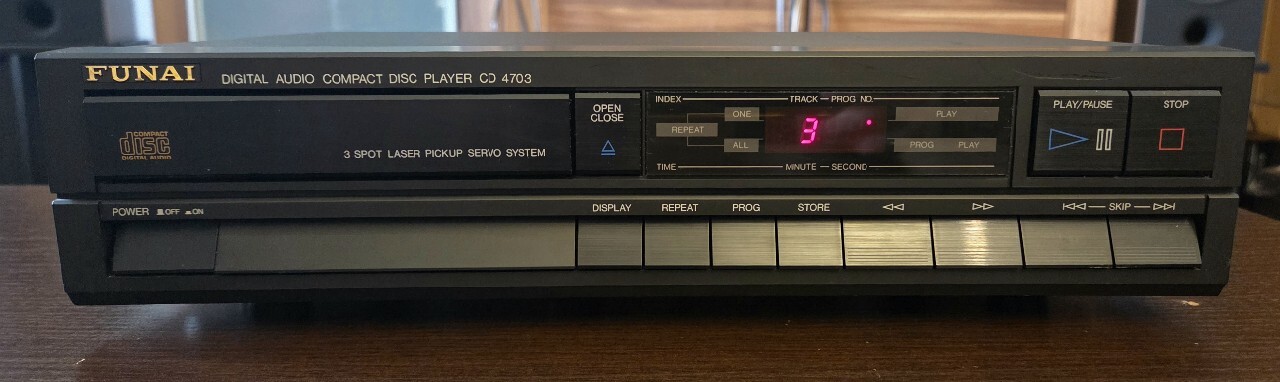 FUNAI DIGITAL AUDIO COMPACT DISC PLAYER CD 4703
COMPACT
disc
DIGITAL AUDIO
3 SPOT LASER PICKUP SERVO SYSTEM
OPEN
CLOSE
INDEX TRACK — PROG NO.
ONE PLAY
REPEAT
3
ALL PROG PLAY
TIME MINUTE — SECOND
PLAY/PAUSE STOP
POWER OFF ON
DISPLAY REPEAT PROG STORE SKIP